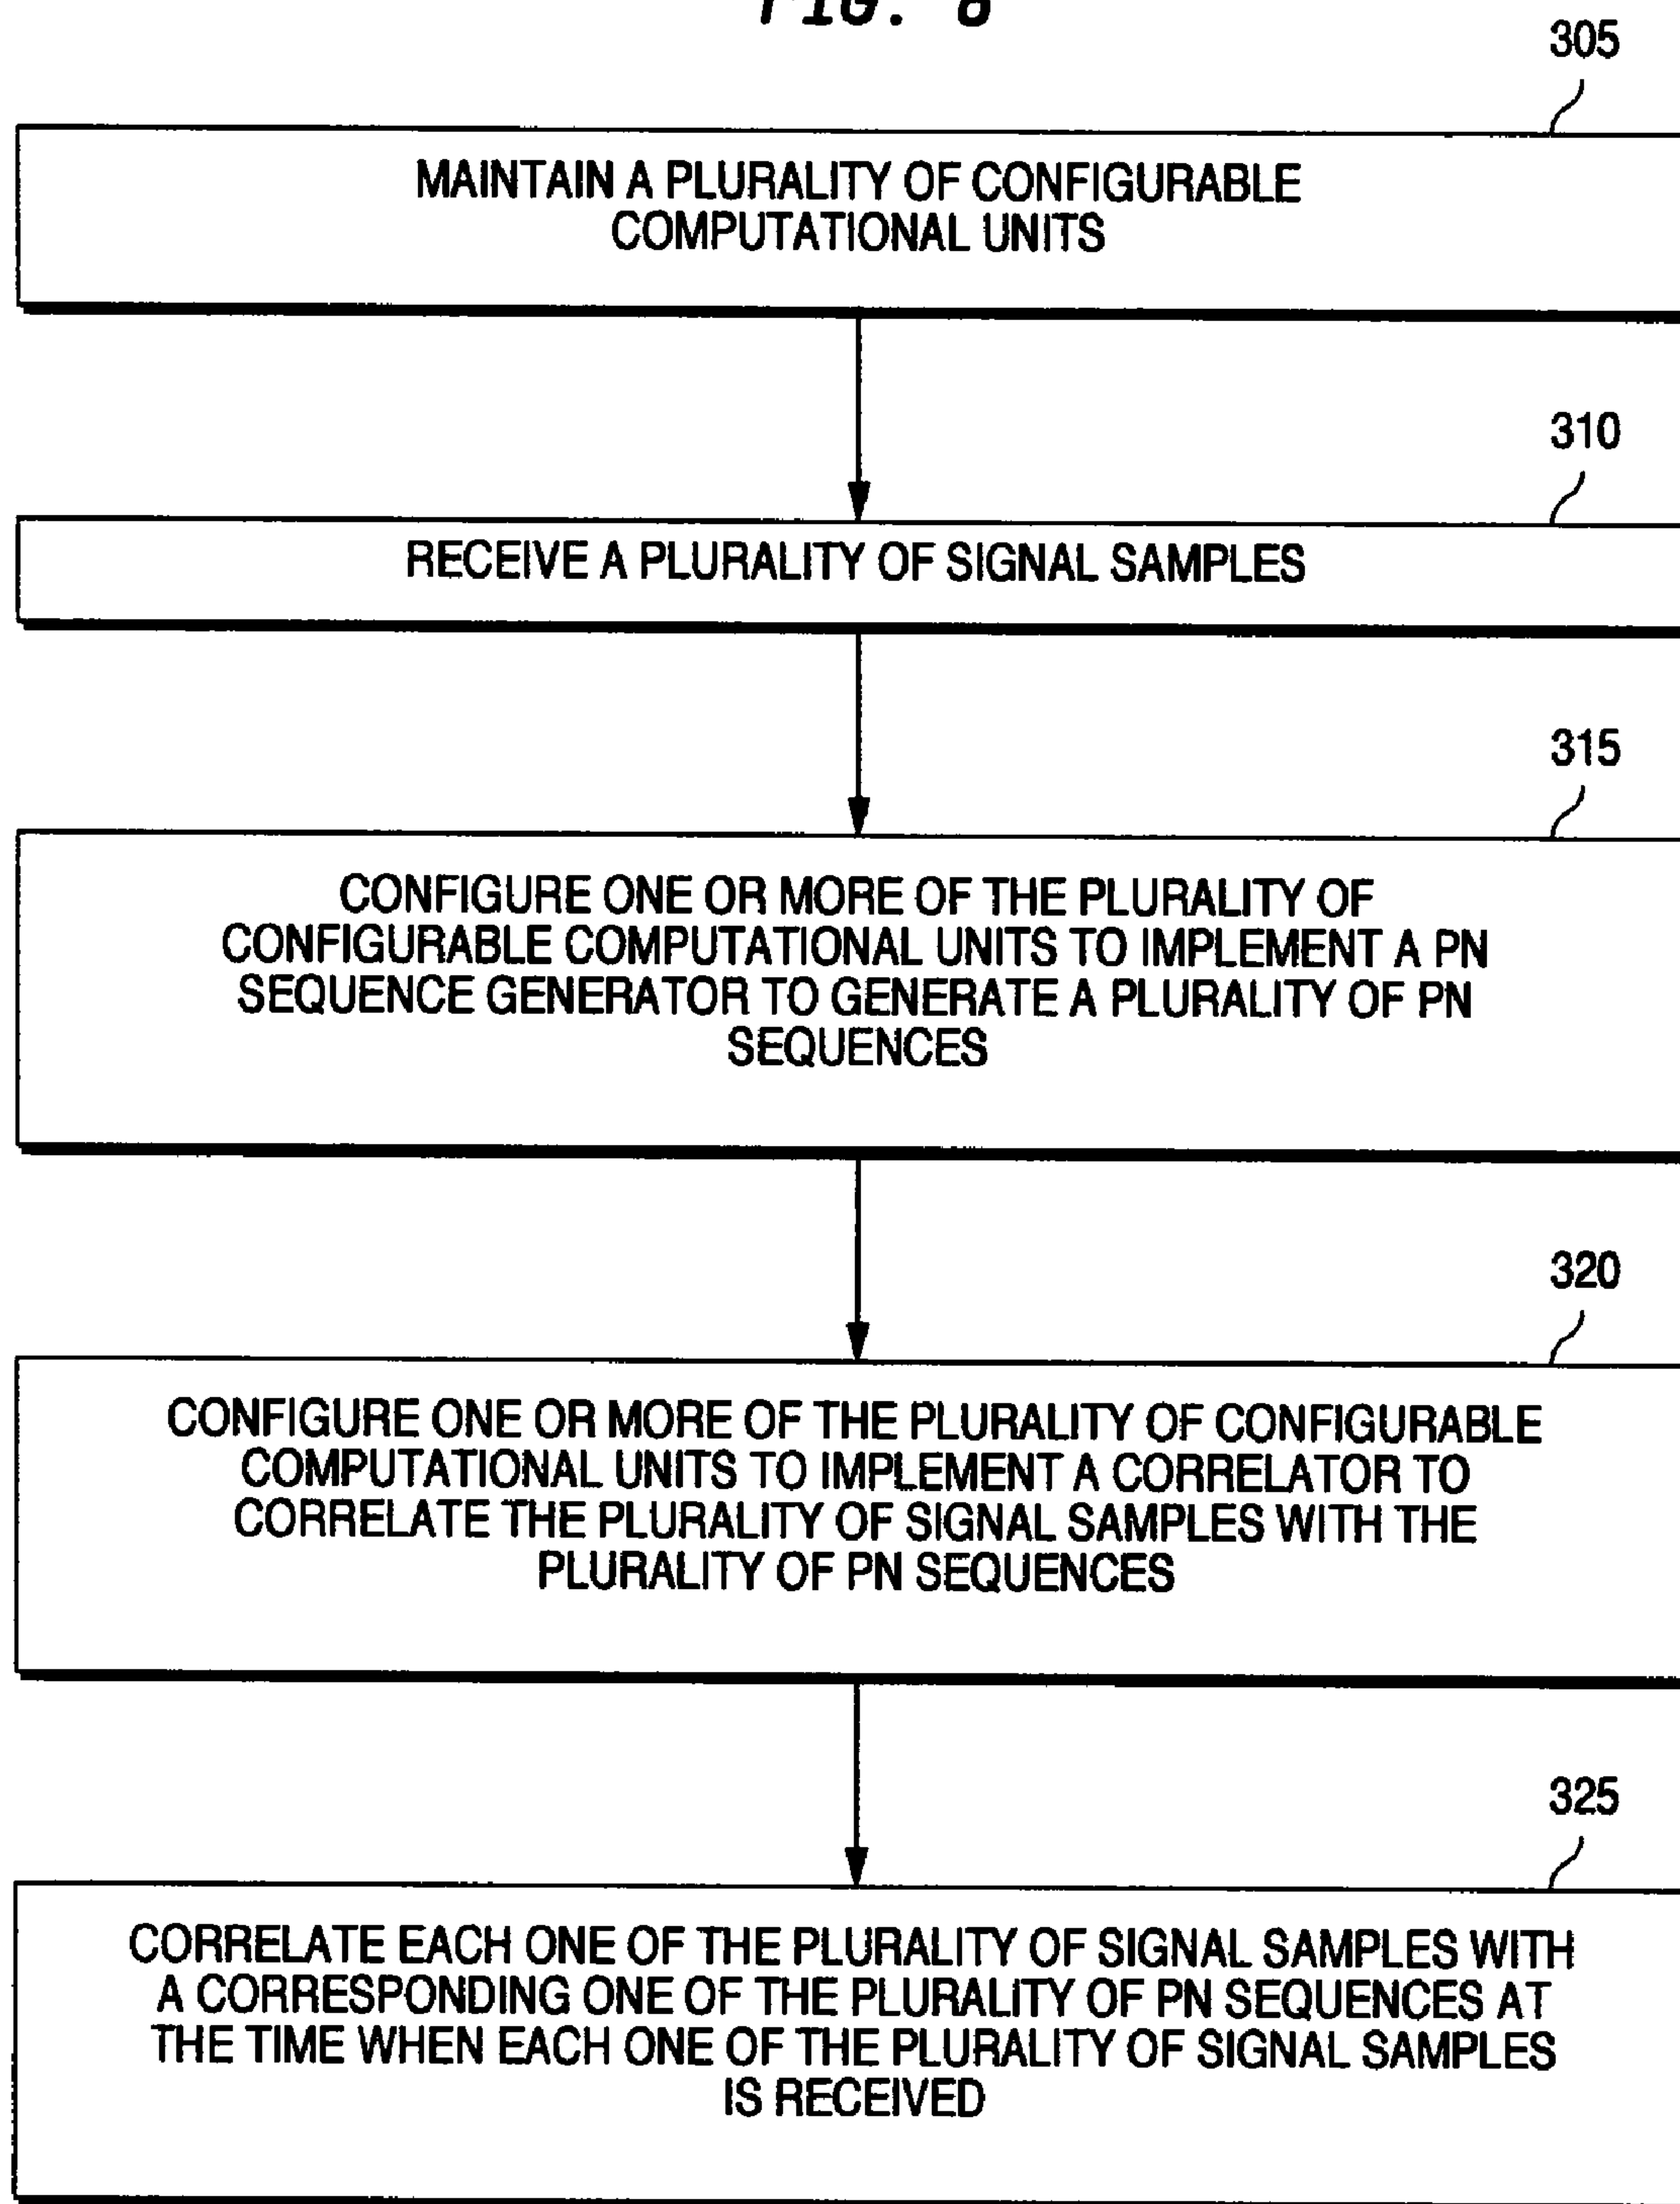 FIG.
305
MAINTAIN A PLURALITY OF CONFIGURABLE
COMPUTATIONAL UNITS
310
RECEIVE A PLURALITY OF SIGNAL SAMPLES
315
CONFIGURE ONE OR MORE OF THE PLURALITY OF
CONFIGURABLE COMPUTATIONAL UNITS TO IMPLEMENT A PN
SEQUENCE GENERATOR TO GENERATE A PLURALITY OF PN
SEQUENCES
320
CONFIGURE ONE OR MORE OF THE PLURALITY OF CONFIGURABLE
COMPUTATIONAL UNITS TO IMPLEMENT A CORRELATOR TO
CORRELATE THE PLURALITY OF SIGNAL SAMPLES WITH THE
PLURALITY OF PN SEQUENCES
325
CORRELATE EACH ONE OF THE PLURALITY OF SIGNAL SAMPLES WITH
A CORRESPONDING ONE OF THE PLURALITY OF PN SEQUENCES AT
THE TIME WHEN EACH ONE OF THE PLURALITY OF SIGNAL SAMPLES
IS RECEIVED